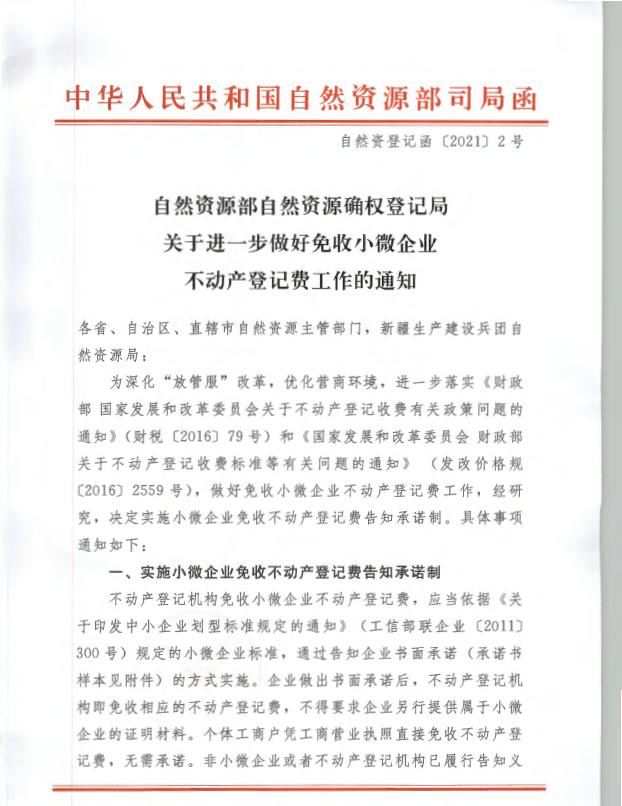 中华人民共和国自然资源部司局函
自然资登记函〔2021〕2号
自然资源部自然资源确权登记局
关于进一步做好免收小微企业
不动产登记费工作的通知
各省、自治区、直辖市自然资源主管部门，新疆生产建设兵团自
然资源局：
为深化“放管服”改革，优化营商环境，进一步落实《财政
部 国家发展和改革委员会关于不动产登记收费有关政策问题的
通知》（财税〔2016〕79号）和《国家发展和改革委员会 财政部
关于不动产登记收费标准等有关问题的通知》（发改价格规
〔2016〕2559号），做好免收小微企业不动产登记费工作，经研
究，决定实施小微企业免收不动产登记费告知承诺制。具体事项
通知如下：
一、实施小微企业免收不动产登记费告知承诺制
不动产登记机构免收小微企业不动产登记费，应当依据《关
于印发中小企业划型标准规定的通知》（工信部联企业〔2011〕
300号）规定的小微企业标准，通过告知企业书面承诺（承诺书
样本见附件）的方式实施。企业做出书面承诺后，不动产登记机
构即免收相应的不动产登记费，不得要求企业另行提供属于小微
企业的证明材料。个体工商户凭工商营业执照直接免收不动产登
记费，无需承诺。非小微企业或者不动产登记机构已履行告知义